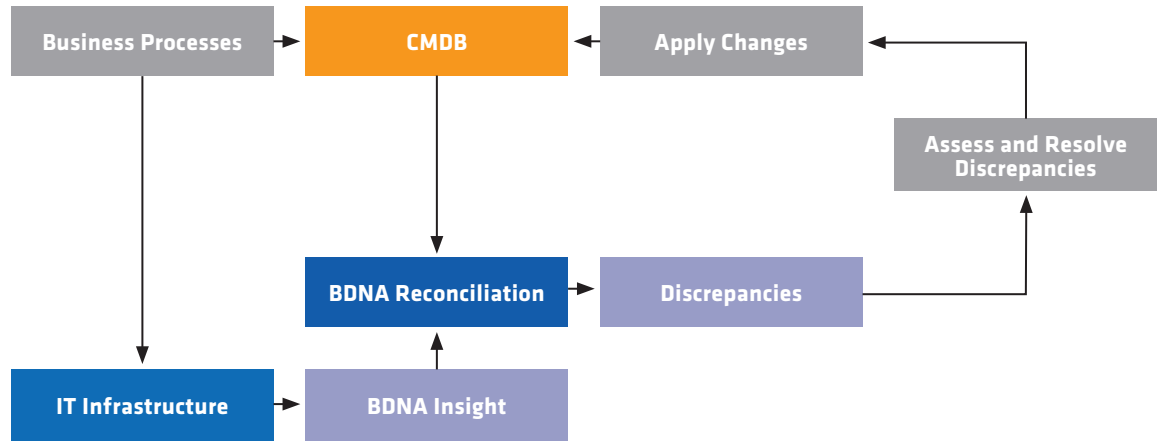 Business Processes
CMDB
Apply Changes
Assess and Resolve
Discrepancies
BDNA Reconciliation
Discrepancies
IT Infrastructure
BDNA Insight